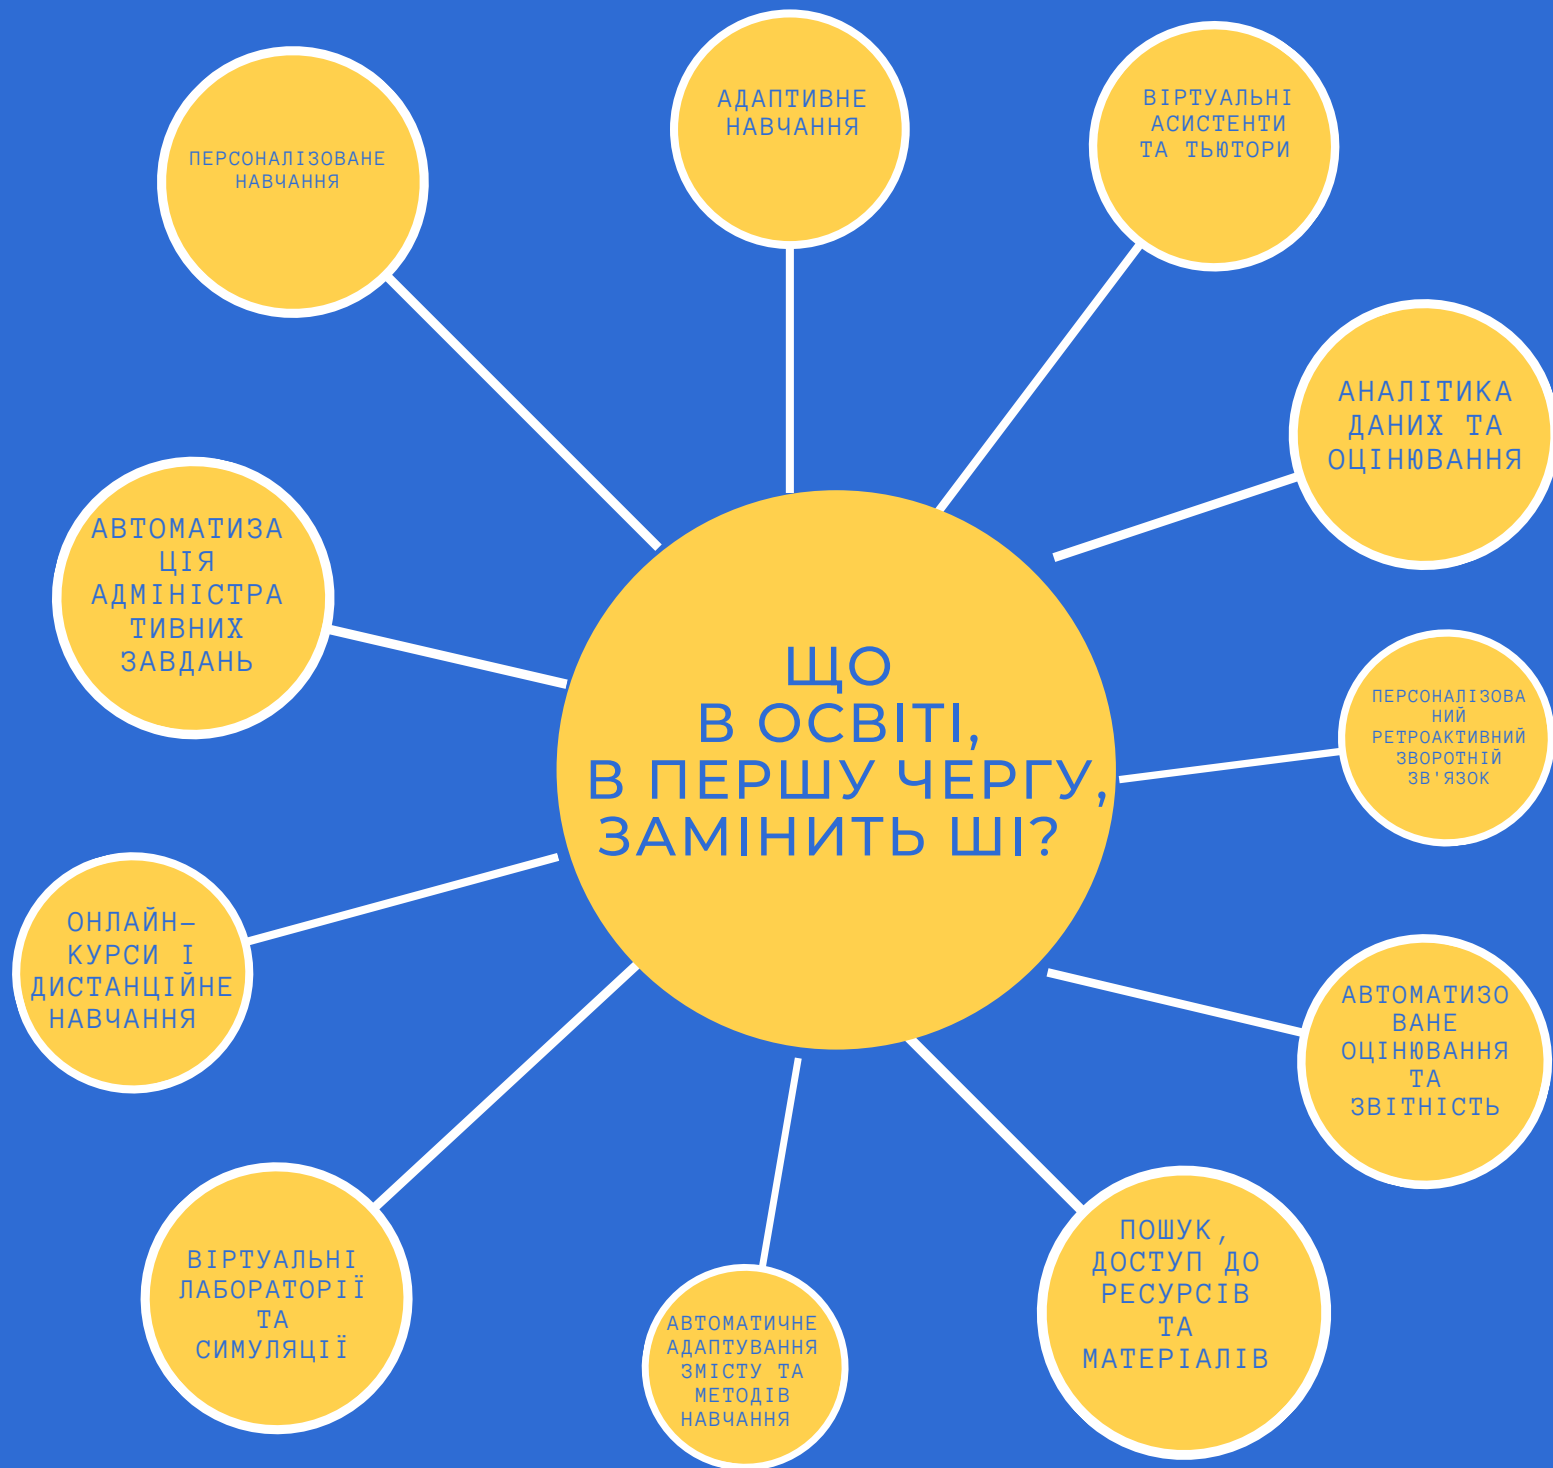 ПЕРСОНАЛІЗОВАНЕ
НАВЧАННЯ
АДАПТИВНЕ
НАВЧАННЯ
ВІРТУАЛЬНІ
АСИСТЕНТИ
ТА ТЬЮТОРИ
АНАЛІТИКА
ДАНИХ ТА
ОЦІНЮВАННЯ
ПЕРСОНАЛІЗОВА
НИЙ
РЕТРОАКТИВНИЙ
ЗВОРОТНІЙ
ЗВ'ЯЗОК
АВТОМАТИЗО
ВАНЕ
ОЦІНЮВАННЯ
ТА
ЗВІТНІСТЬ
ПОШУК,
ДОСТУП ДО
РЕСУРСІВ
ТА
МАТЕРІАЛІВ
АВТОМАТИЧНЕ
АДАПТУВАННЯ
ЗМІСТУ ТА
МЕТОДІВ
НАВЧАННЯ
ВІРТУАЛЬНІ
ЛАБОРАТОРІЇ
ТА
СИМУЛЯЦІЇ
ОНЛАЙН–
КУРСИ І
ДИСТАНЦІЙНЕ
НАВЧАННЯ
АВТОМАТИЗА
ЦІЯ
АДМІНІСТРА
ТИВНИХ
ЗАВДАНЬ
ЩО
В ОСВІТІ,
В ПЕРШУ ЧЕРГУ,
ЗАМІНИТЬ ШІ?